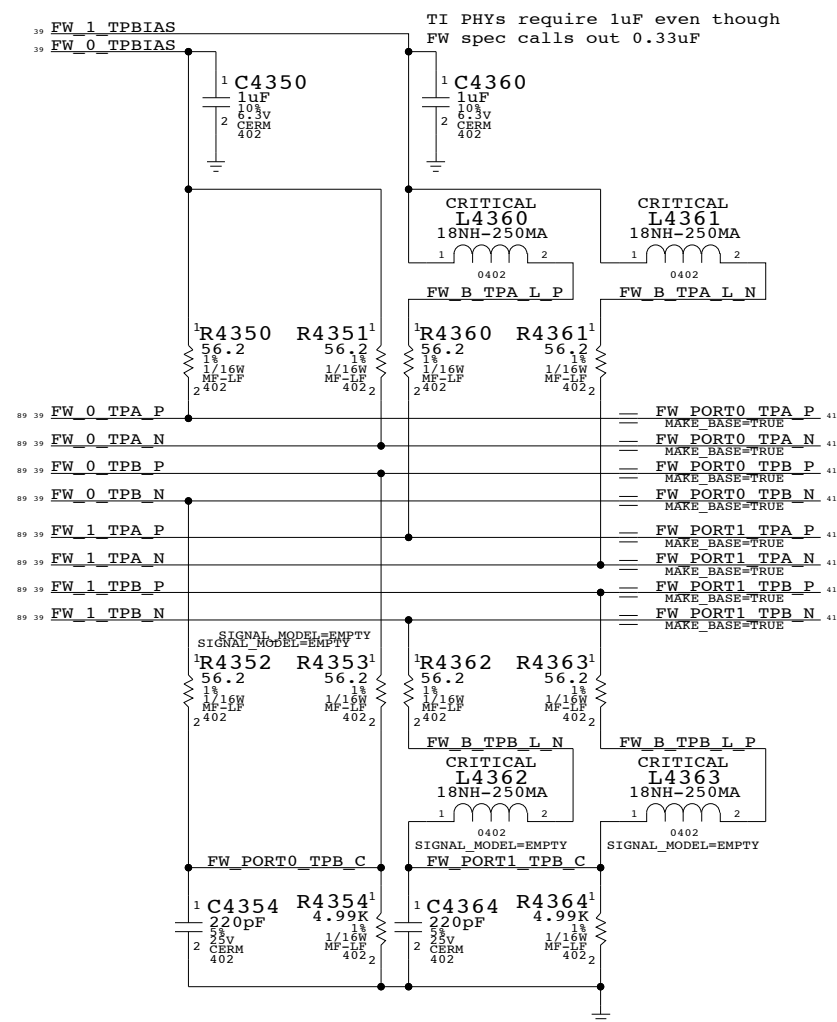 TI PHYs require 1uF even though
FW spec calls out 0.33uF
39 FW_1_TPBIAS
39 FW_0_TPBIAS
1 C4350
1uF
10%
6.3V
2 CERM
402
1 C4360
1uF
10%
6.3V
2 CERM
402
CRITICAL
L4360
18NH-250MA
1 2
0402
FW_B_TPA_L_P
CRITICAL
L4361
18NH-250MA
1 2
0402
FW_B_TPA_L_N
1 R4350
56.2
1%
1/16W
MF-LF
2 402
R4351 1
56.2
1%
1/16W
MF-LF
402 2
1 R4360
56.2
1%
1/16W
MF-LF
2 402
R4361 1
56.2
1%
1/16W
MF-LF
402 2
89 39 FW_0_TPA_P FW_PORT0_TPA_P 41
MAKE_BASE=TRUE
89 39 FW_0_TPA_N FW_PORT0_TPA_N 41
MAKE_BASE=TRUE
89 39 FW_0_TPB_P FW_PORT0_TPB_P 41
MAKE_BASE=TRUE
89 39 FW_0_TPB_N FW_PORT0_TPB_N 41
MAKE_BASE=TRUE
89 39 FW_1_TPA_P FW_PORT1_TPA_P 41
MAKE_BASE=TRUE
89 39 FW_1_TPA_N FW_PORT1_TPA_N 41
MAKE_BASE=TRUE
89 39 FW_1_TPB_P FW_PORT1_TPB_P 41
MAKE_BASE=TRUE
89 39 FW_1_TPB_N FW_PORT1_TPB_N 41
MAKE_BASE=TRUE
SIGNAL_MODEL=EMPTY
SIGNAL_MODEL=EMPTY
1 R4352
56.2
1%
1/16W
MF-LF
2 402
R4353 1
56.2
1%
1/16W
MF-LF
402 2
1 R4362
56.2
1%
1/16W
MF-LF
2 402
R4363 1
56.2
1%
1/16W
MF-LF
402 2
FW_B_TPB_L_N
CRITICAL
L4362
18NH-250MA
1 2
0402
SIGNAL_MODEL=EMPTY
FW_B_TPB_L_P
CRITICAL
L4363
18NH-250MA
1 2
0402
SIGNAL_MODEL=EMPTY
FW_PORT0_TPB_C
FW_PORT1_TPB_C
1 C4354
220pF
5%
2 25V
CERM
402
R4354 1
4.99K
1%
1/16W
MF-LF
402 2
1 C4364
220pF
5%
2 25V
CERM
402
R4364 1
4.99K
1%
1/16W
MF-LF
402 2